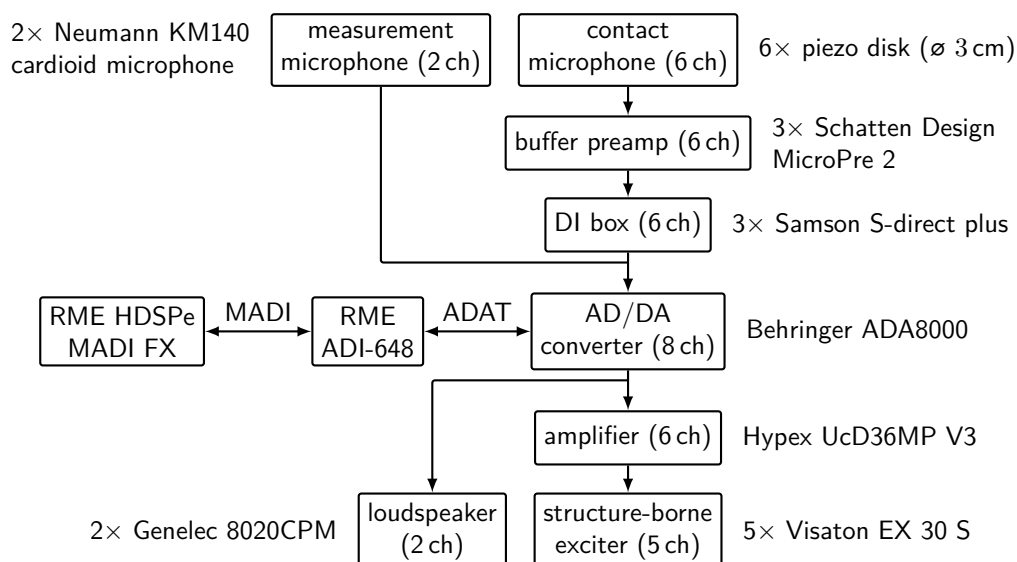 2× Neumann KM140
cardioid microphone
measurement
microphone (2 ch)
contact
microphone (6 ch)
6× piezo disk (⌀ 3 cm)
buffer preamp (6 ch)
3× Schatten Design
MicroPre 2
DI box (6 ch)
3× Samson S-direct plus
RME HDSPe
MADI FX
MADI
RME
ADI-648
ADAT
AD/DA
converter (8 ch)
Behringer ADA8000
amplifier (6 ch)
Hypex UcD36MP V3
2× Genelec 8020CPM
loudspeaker
(2 ch)
structure-borne
exciter (5 ch)
5× Visaton EX 30 S